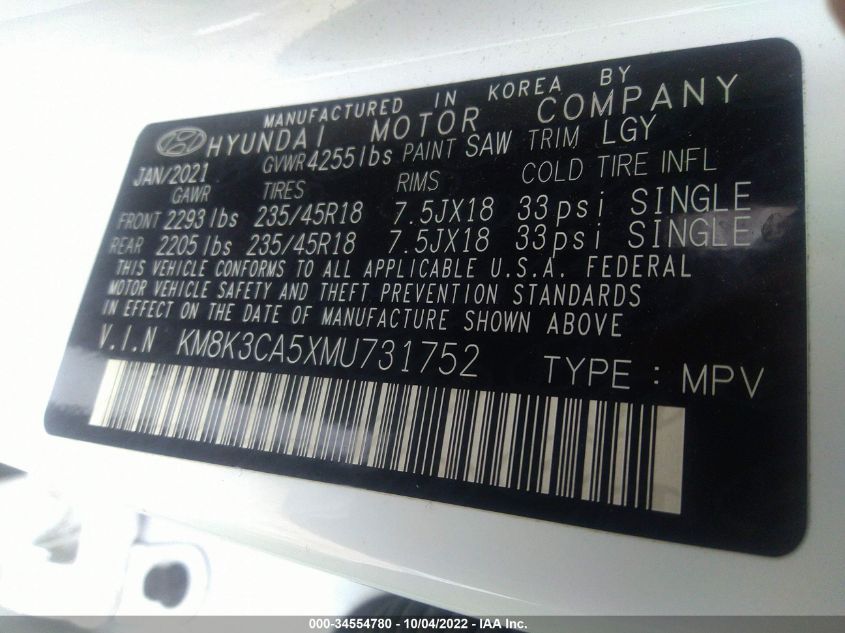 MANUFACTURED IN KOREA BY
HYUNDAI MOTOR COMPANY
JAN/2021 GVWR 4255 lbs PAINT SAW TRIM LGY
GAWR TIRES RIMS COLD TIRE INFL
FRONT 2293 lbs 235/45R18 7.5JX18 33psi SINGLE
REAR 2205 lbs 235/45R18 7.5JX18 33psi SINGLE
THIS VEHICLE CONFORMS TO ALL APPLICABLE U.S.A. FEDERAL
MOTOR VEHICLE SAFETY AND THEFT PREVENTION STANDARDS
IN EFFECT ON THE DATE OF MANUFACTURE SHOWN ABOVE.
V.I.N KM8K3CA5XMU731752 TYPE : MPV
000-34554780 - 10/04/2022 - IAA Inc.